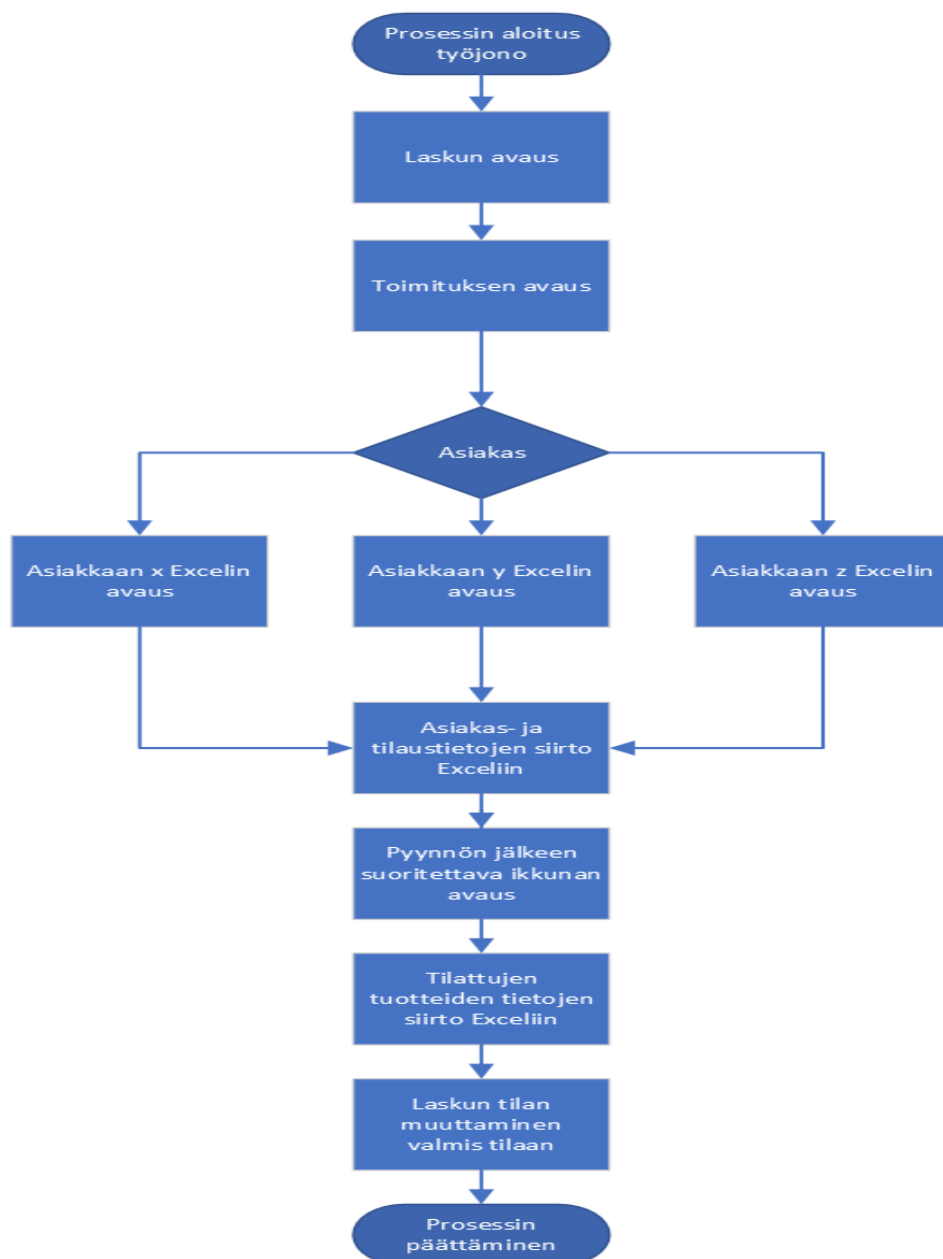 Prosessin aloitus
työjono
Laskun avaus
Toimituksen avaus
Asiakas
Asiakkaan x Excelin
avaus
Asiakkaan y Excelin
avaus
Asiakkaan z Excelin
avaus
Asiakas- ja
tilaustietojen siirto
Exceliin
Pyynnön jälkeen
suoritettava ikkunan
avaus
Tilattujen
tuotteiden tietojen
siirto Exceliin
Laskun tilan
muuttaminen
valmis tilaan
Prosessin
päättäminen